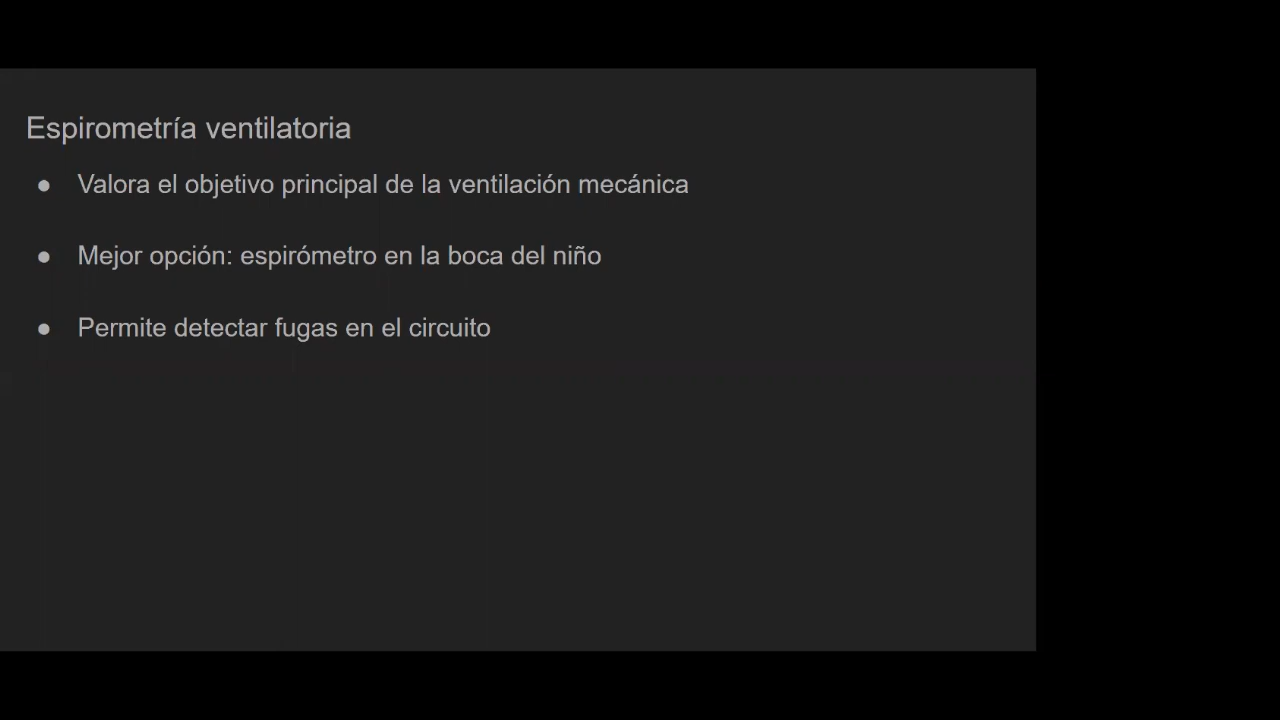 Espirometría ventilatoria
● Valora el objetivo principal de la ventilación mecánica
● Mejor opción: espirómetro en la boca del niño
● Permite detectar fugas en el circuito